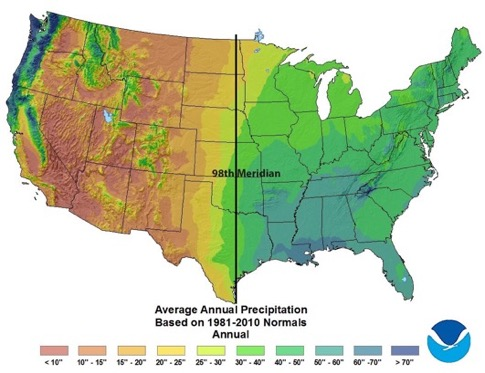 98th Meridian
Average Annual Precipitation
Based on 1981-2010 Normals
Annual
< 10" 10" - 15" 15" - 20" 20" - 25" 25" - 30" 30" - 40" 40" - 50" 50" - 60" 60" -70" > 70"